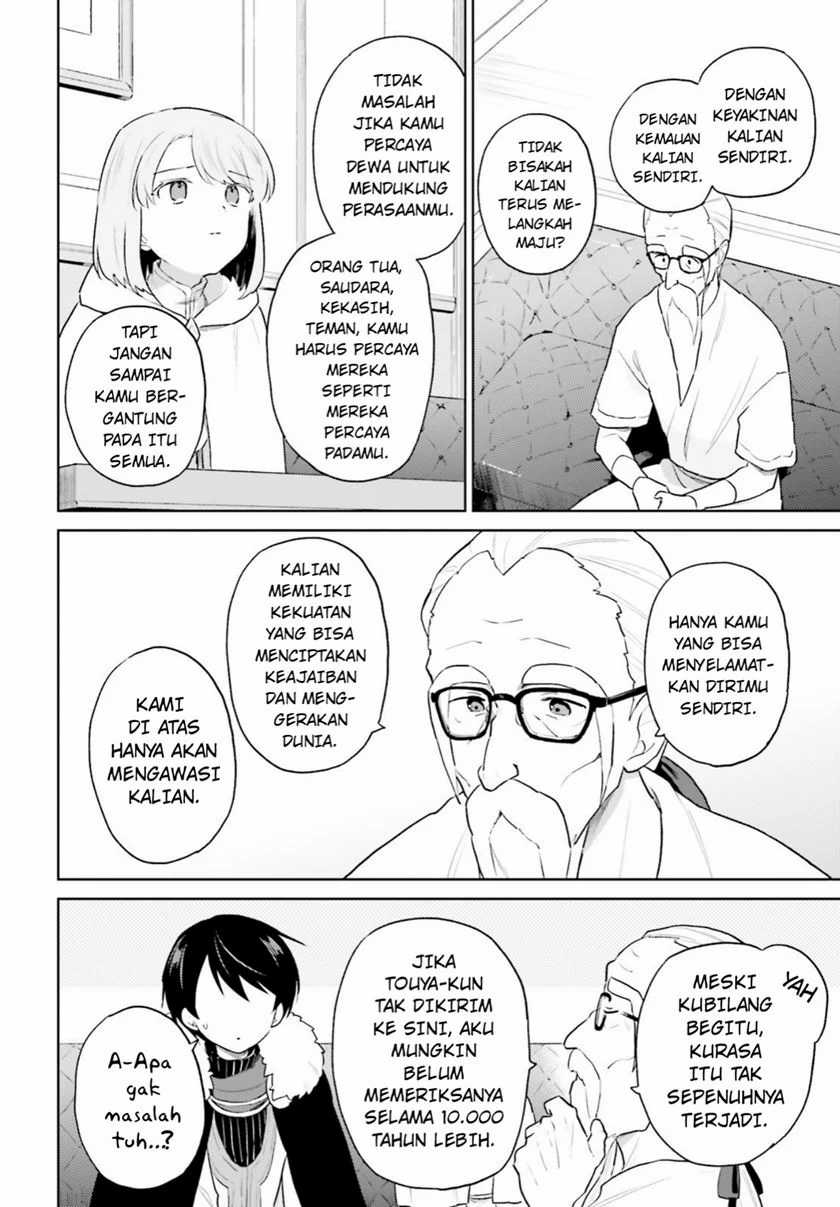 DENGAN
KEYAKINAN
KALIAN
SENDIRI.
DENGAN
KEMAUAN
KALIAN
SENDIRI.
TIDAK
BISAKAH
KALIAN
TERUS ME-
LANGKAH
MAJU?
TIDAK
MASALAH
JIKA KAMU
PERCAYA
DEWA UNTUK
MENDUKUNG
PERASAANMU.
ORANG TUA,
SAUDARA,
KEKASIH,
TEMAN, KAMU
HARUS PERCAYA
MEREKA
SEPERTI
MEREKA
PERCAYA
PADAMU.
TAPI
JANGAN
SAMPAI
KAMU BER-
GANTUNG
PADA ITU
SEMUA.
HANYA KAMU
YANG BISA
MENYELAMAT-
KAN DIRIMU
SENDIRI.
KALIAN
MEMILIKI
KEKUATAN
YANG BISA
MENCIPTAKAN
KEAJAIBAN
DAN MENG-
GERAKAN
DUNIA.
KAMI
DI ATAS
HANYA AKAN
MENGAWASI
KALIAN.
YAH
MESKI
KUBILANG
BEGITU,
KURASA
ITU TAK
SEPENUHNYA
TERJADI.
JIKA
TOUYA-KUN
TAK DIKIRIM
KE SINI, AKU
MUNGKIN
BELUM
MEMERIKSANYA
SELAMA 10.000
TAHUN LEBIH.
A-Apa
gak
masalah
tuh...?